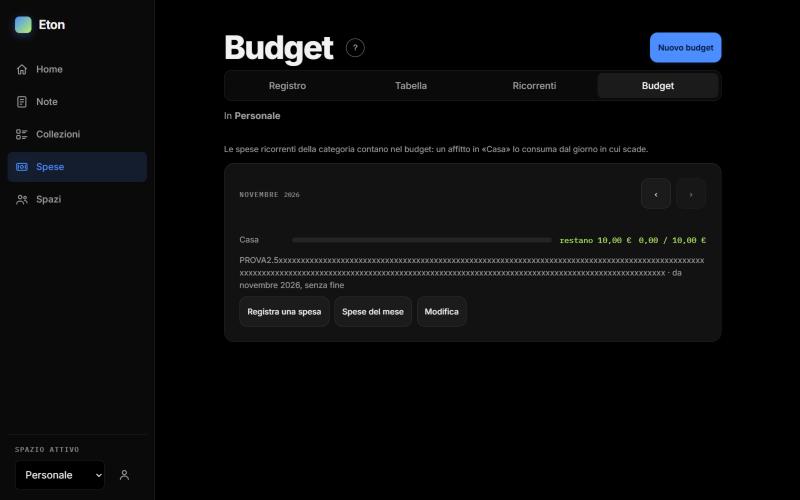 Eton
Home
Note
Collezioni
Spese
Spazi
SPAZIO ATTIVO
Personale
Budget
?
Nuovo budget
Registro
Tabella
Ricorrenti
Budget
In Personale
Le spese ricorrenti della categoria contano nel budget: un affitto in «Casa» lo consuma dal giorno in cui scade.
NOVEMBRE 2026
‹
›
Casa
restano 10,00 € 0,00 / 10,00 €
PROVA2.5xxxxxxxxxxxxxxxxxxxxxxxxxxxxxxxxxxxxxxxxxxxxxxxxxxxxxxxxxxxxxxxxxxxxxxxxxxxxxxxxxxxxxxxxxxxxxxx
xxxxxxxxxxxxxxxxxxxxxxxxxxxxxxxxxxxxxxxxxxxxxxxxxxxxxxxxxxxxxxxxxxxxxxxxxxxxxxxxxxxxxxxxxxxxxxx · da
novembre 2026, senza fine
Registra una spesa
Spese del mese
Modifica